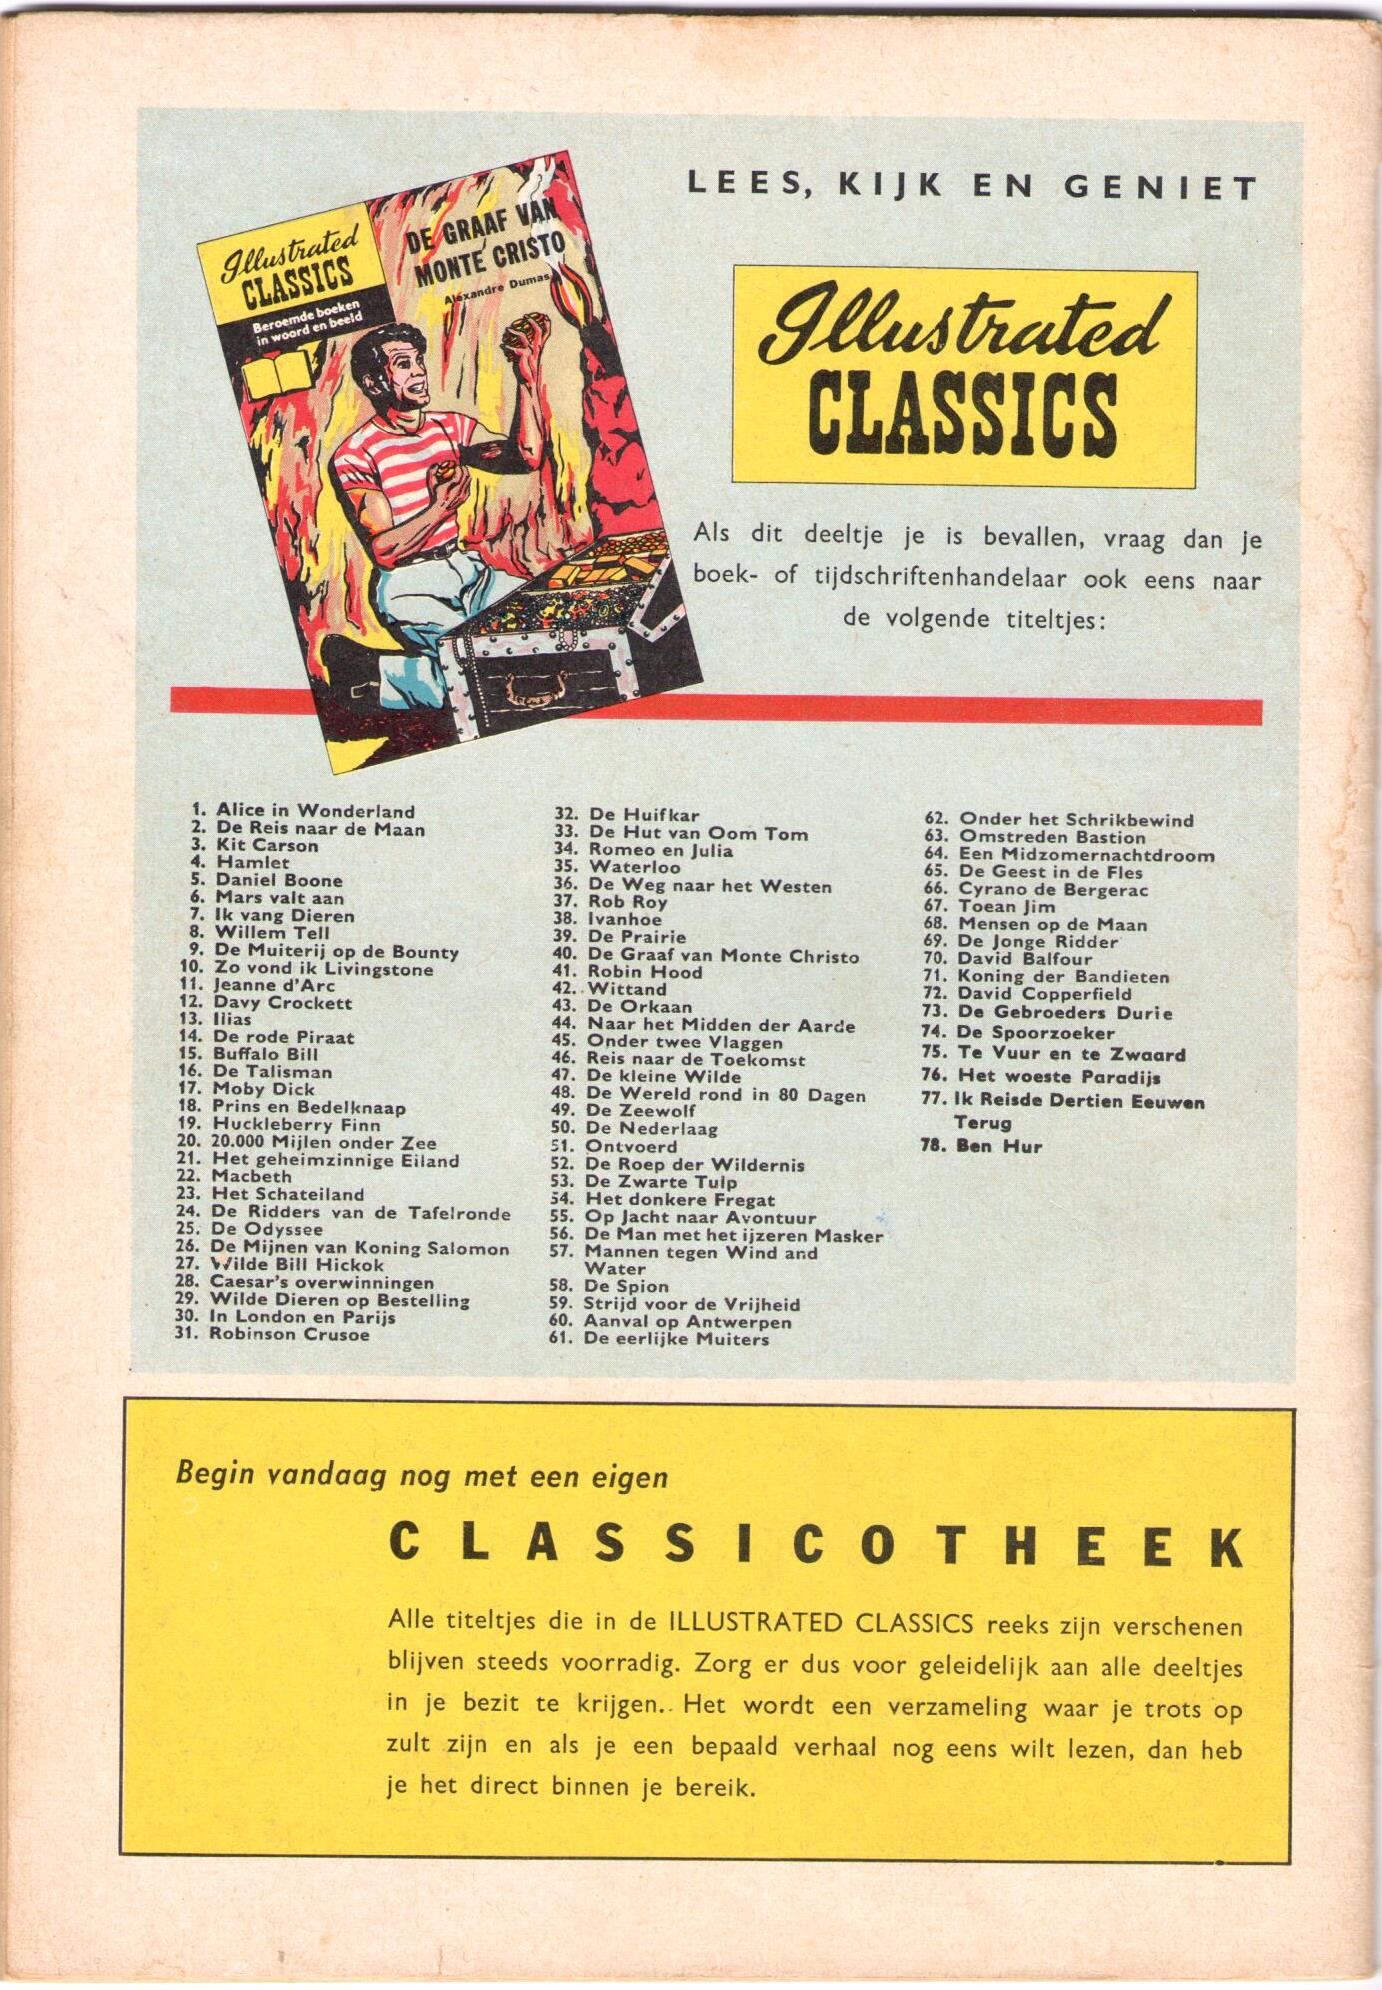 LEES, KIJK EN GENIET
Illustrated
CLASSICS
Beroemde boeken
in woord en beeld
DE GRAAF VAN
MONTE CRISTO
Alexandre Dumas
Illustrated
CLASSICS
Als dit deeltje je is bevallen, vraag dan je
boek- of tijdschriftenhandelaar ook eens naar
de volgende titeltjes:
1. Alice in Wonderland
2. De Reis naar de Maan
3. Kit Carson
4. Hamlet
5. Daniel Boone
6. Mars valt aan
7. Ik vang Dieren
8. Willem Tell
9. De Muiterij op de Bounty
10. Zo vond ik Livingstone
11. Jeanne d'Arc
12. Davy Crockett
13. Ilias
14. De rode Piraat
15. Buffalo Bill
16. De Talisman
17. Moby Dick
18. Prins en Bedelknaap
19. Huckleberry Finn
20. 20.000 Mijlen onder Zee
21. Het geheimzinnige Eiland
22. Macbeth
23. Het Schateiland
24. De Ridders van de Tafelronde
25. De Odyssee
26. De Mijnen van Koning Salomon
27. Wilde Bill Hickok
28. Caesar's overwinningen
29. Wilde Dieren op Bestelling
30. In London en Parijs
31. Robinson Crusoe
32. De Huifkar
33. De Hut van Oom Tom
34. Romeo en Julia
35. Waterloo
36. De Weg naar het Westen
37. Rob Roy
38. Ivanhoe
39. De Prairie
40. De Graaf van Monte Christo
41. Robin Hood
42. Wittand
43. De Orkaan
44. Naar het Midden der Aarde
45. Onder twee Vlaggen
46. Reis naar de Toekomst
47. De kleine Wilde
48. De Wereld rond in 80 Dagen
49. De Zeewolf
50. De Nederlaag
51. Ontvoerd
52. De Roep der Wildernis
53. De Zwarte Tulp
54. Het donkere Fregat
55. Op Jacht naar Avontuur
56. De Man met het ijzeren Masker
57. Mannen tegen Wind and
Water
58. De Spion
59. Strijd voor de Vrijheid
60. Aanval op Antwerpen
61. De eerlijke Muiters
62. Onder het Schrikbewind
63. Omstreden Bastion
64. Een Midzomernachtdroom
65. De Geest in de Fles
66. Cyrano de Bergerac
67. Toean Jim
68. Mensen op de Maan
69. De Jonge Ridder
70. David Balfour
71. Koning der Bandieten
72. David Copperfield
73. De Gebroeders Durie
74. De Spoorzoeker
75. Te Vuur en te Zwaard
76. Het woeste Paradijs
77. Ik Reisde Dertien Eeuwen
Terug
78. Ben Hur
Begin vandaag nog met een eigen
CLASSICOTHEEK
Alle titeltjes die in de ILLUSTRATED CLASSICS reeks zijn verschenen
blijven steeds voorradig. Zorg er dus voor geleidelijk aan alle deeltjes
in je bezit te krijgen. Het wordt een verzameling waar je trots op
zult zijn en als je een bepaald verhaal nog eens wilt lezen, dan heb
je het direct binnen je bereik.